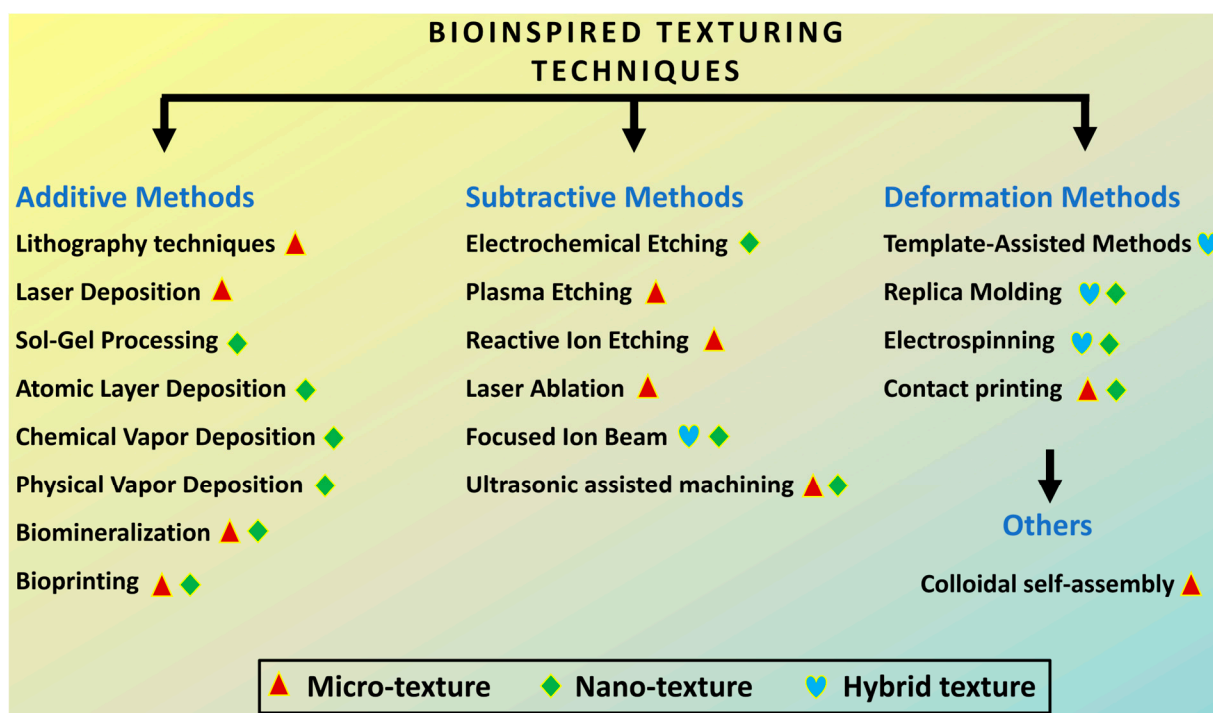 BIOINSPIRED TEXTURING
TECHNIQUES
Additive Methods
Lithography techniques
Laser Deposition
Sol-Gel Processing
Atomic Layer Deposition
Chemical Vapor Deposition
Physical Vapor Deposition
Biomineralization
Bioprinting
Subtractive Methods
Electrochemical Etching
Plasma Etching
Reactive Ion Etching
Laser Ablation
Focused Ion Beam
Ultrasonic assisted machining
Deformation Methods
Template-Assisted Methods
Replica Molding
Electrospinning
Contact printing
Others
Colloidal self-assembly
Micro-texture Nano-texture Hybrid texture